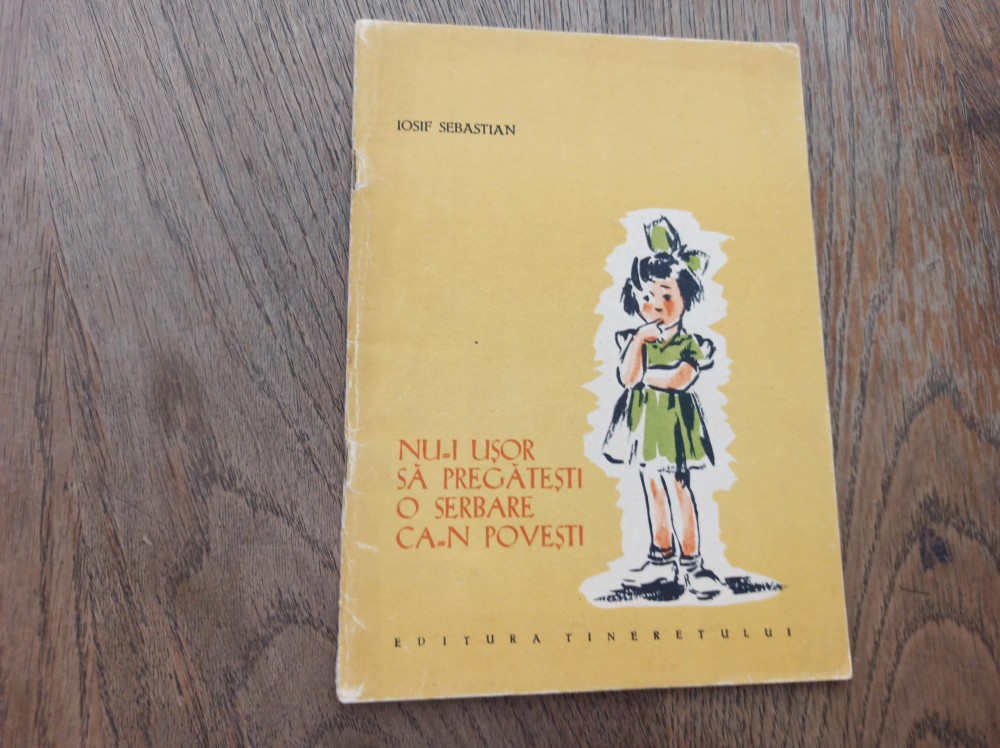 IOSIF SEBASTIAN
NU-I UȘOR
SĂ PREGĂTEȘTI
O SERBARE
CA-N POVEȘTI
EDITURA TINERETULUI